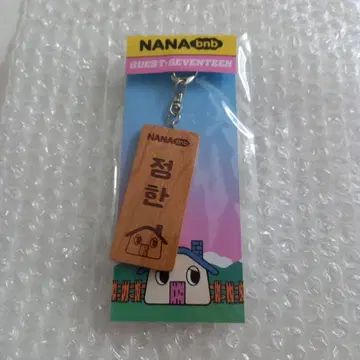 NANA bnb
GUEST SEVENTEEN
NANA bnb
정
한